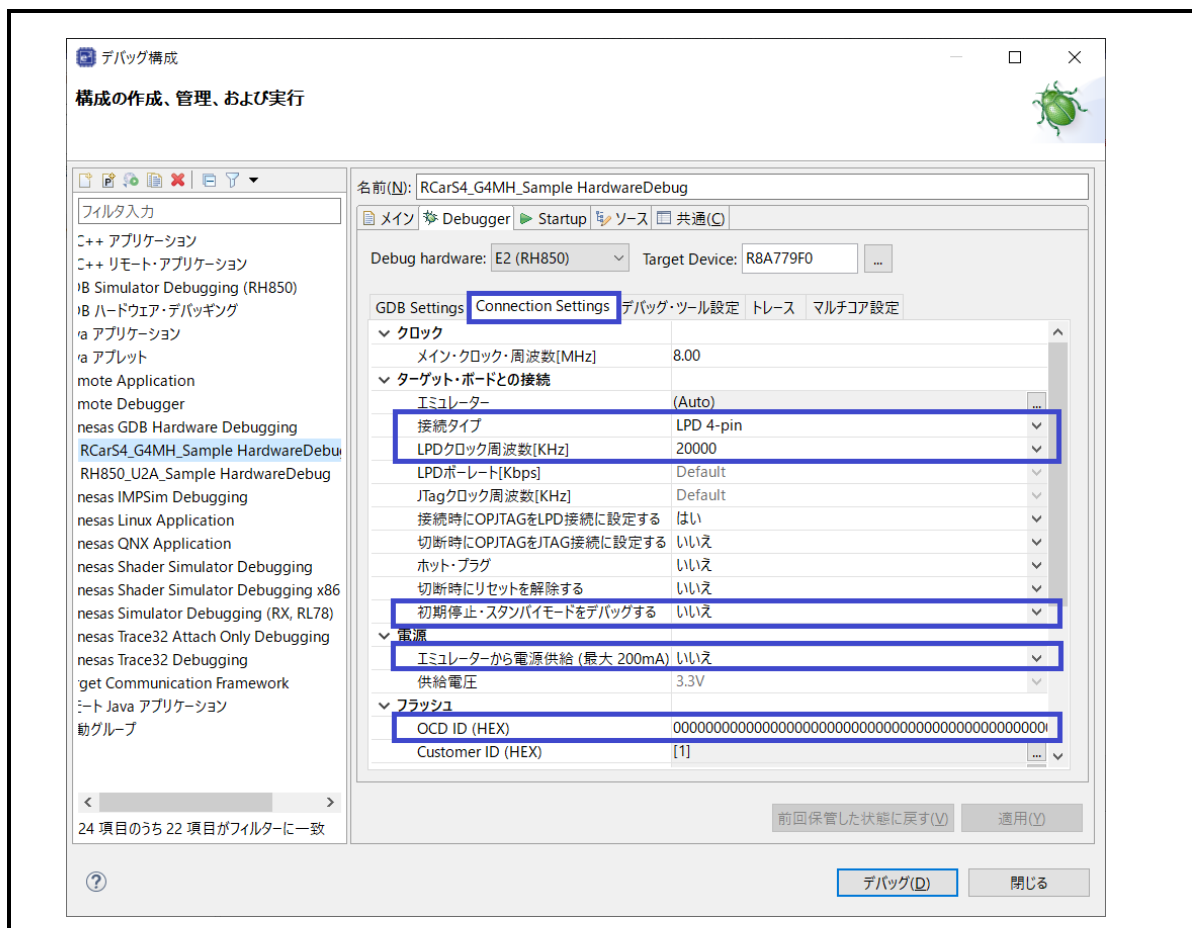 デバッグ構成
構成の作成、管理、および実行
フィルタ入力
C++ アプリケーション
C++ リモート・アプリケーション
)B Simulator Debugging (RH850)
)B ハードウェア・デバッギング
va アプリケーション
va アプレット
mote Application
mote Debugger
nesas GDB Hardware Debugging
RCarS4_G4MH_Sample HardwareDebu
RH850_U2A_Sample HardwareDebug
nesas IMPSim Debugging
nesas Linux Application
nesas QNX Application
nesas Shader Simulator Debugging
nesas Shader Simulator Debugging x86
nesas Simulator Debugging (RX, RL78)
nesas Trace32 Attach Only Debugging
nesas Trace32 Debugging
rget Communication Framework
モート Java アプリケーション
動グループ
24 項目のうち 22 項目がフィルターに一致
名前(N): RCarS4_G4MH_Sample HardwareDebug
メイン Debugger Startup ソース 共通(C)
Debug hardware: E2 (RH850) Target Device: R8A779F0 ...
GDB Settings Connection Settings デバッグ・ツール設定 トレース マルチコア設定
クロック
メイン・クロック・周波数[MHz] 8.00
ターゲット・ボードとの接続
エミュレーター (Auto) ...
接続タイプ LPD 4-pin
LPDクロック周波数[KHz] 20000
LPDボーレート[Kbps] Default
JTagクロック周波数[KHz] Default
接続時にOPJTAGをLPD接続に設定する はい
切断時にOPJTAGをJTAG接続に設定する いいえ
ホット・プラグ いいえ
切断時にリセットを解除する いいえ
初期停止・スタンバイモードをデバッグする いいえ
電源
エミュレーターから電源供給 (最大 200mA) いいえ
供給電圧 3.3V
フラッシュ
OCD ID (HEX) 000000000000000000000000000000000000000000000000
Customer ID (HEX) [1] ...
前回保管した状態に戻す(V) 適用(Y)
デバッグ(D) 閉じる